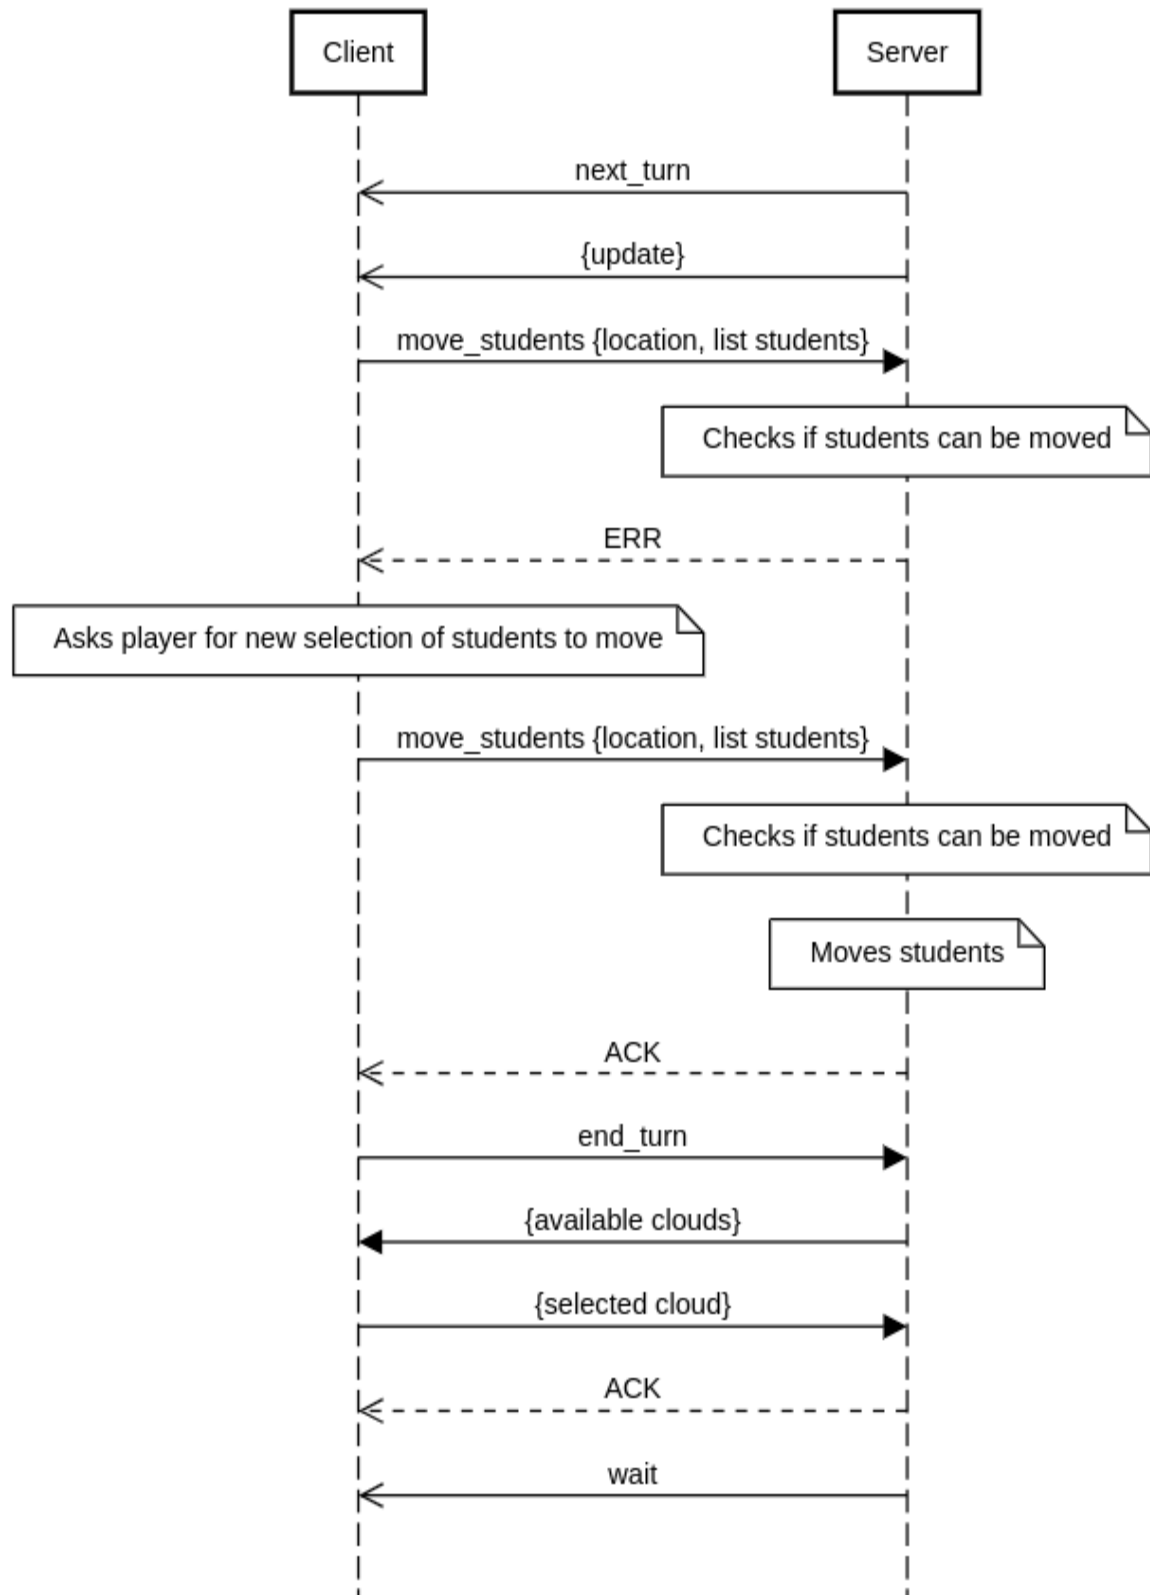 Client
Server
next_turn
{update}
move_students {location, list students}
Checks if students can be moved
ERR
Asks player for new selection of students to move
move_students {location, list students}
Checks if students can be moved
Moves students
ACK
end_turn
{available clouds}
{selected cloud}
ACK
wait